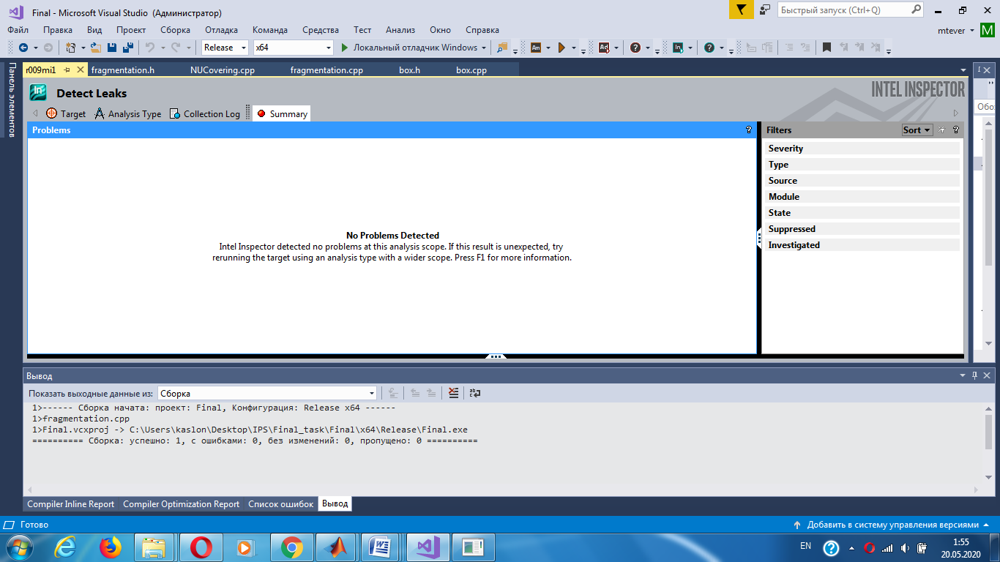 Final - Microsoft Visual Studio (Администратор)
Быстрый запуск (Ctrl+Q)
Файл Правка Вид Проект Сборка Отладка Команда Средства Тест Анализ Окно Справка
mtever M
Release x64 Локальный отладчик Windows Am Ad In
Панель элементов
r009mi1 fragmentation.h NUCovering.cpp fragmentation.cpp box.h box.cpp
In Detect Leaks
INTEL INSPECTOR
Обо
Target Analysis Type Collection Log Summary
Problems ?
Filters Sort ?
Severity
Type
Source
Module
State
Suppressed
Investigated
No Problems Detected
Intel Inspector detected no problems at this analysis scope. If this result is unexpected, try
rerunning the target using an analysis type with a wider scope. Press F1 for more information.
Вывод
Показать выходные данные из: Сборка
1>------ Сборка начата: проект: Final, Конфигурация: Release x64 ------
1>fragmentation.cpp
1>Final.vcxproj -> C:\Users\kaslon\Desktop\IPS\Final_task\Final\x64\Release\Final.exe
========== Сборка: успешно: 1, с ошибками: 0, без изменений: 0, пропущено: 0 ==========
Compiler Inline Report Compiler Optimization Report Список ошибок Вывод
Готово
Добавить в систему управления версиями
EN
1:55
20.05.2020